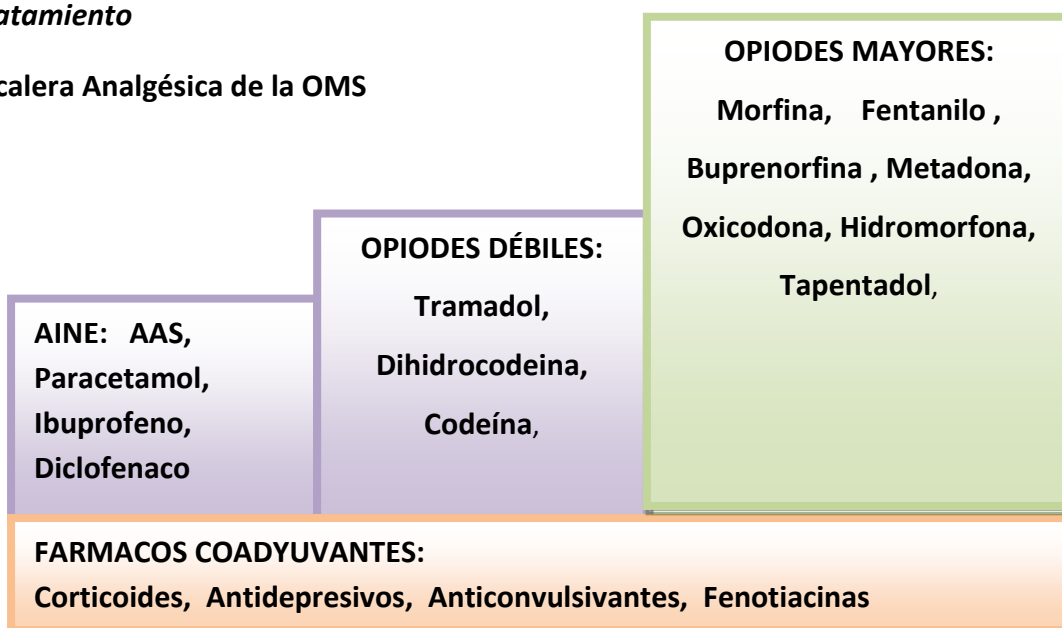 atamiento
calera Analgésica de la OMS
OPIODES MAYORES:
Morfina, Fentanilo ,
Buprenorfina , Metadona,
Oxicodona, Hidromorfona,
Tapentadol,
OPIODES DÉBILES:
Tramadol,
Dihidrocodeina,
Codeína,
AINE: AAS,
Paracetamol,
Ibuprofeno,
Diclofenaco
FARMACOS COADYUVANTES:
Corticoides, Antidepresivos, Anticonvulsivantes, Fenotiacinas